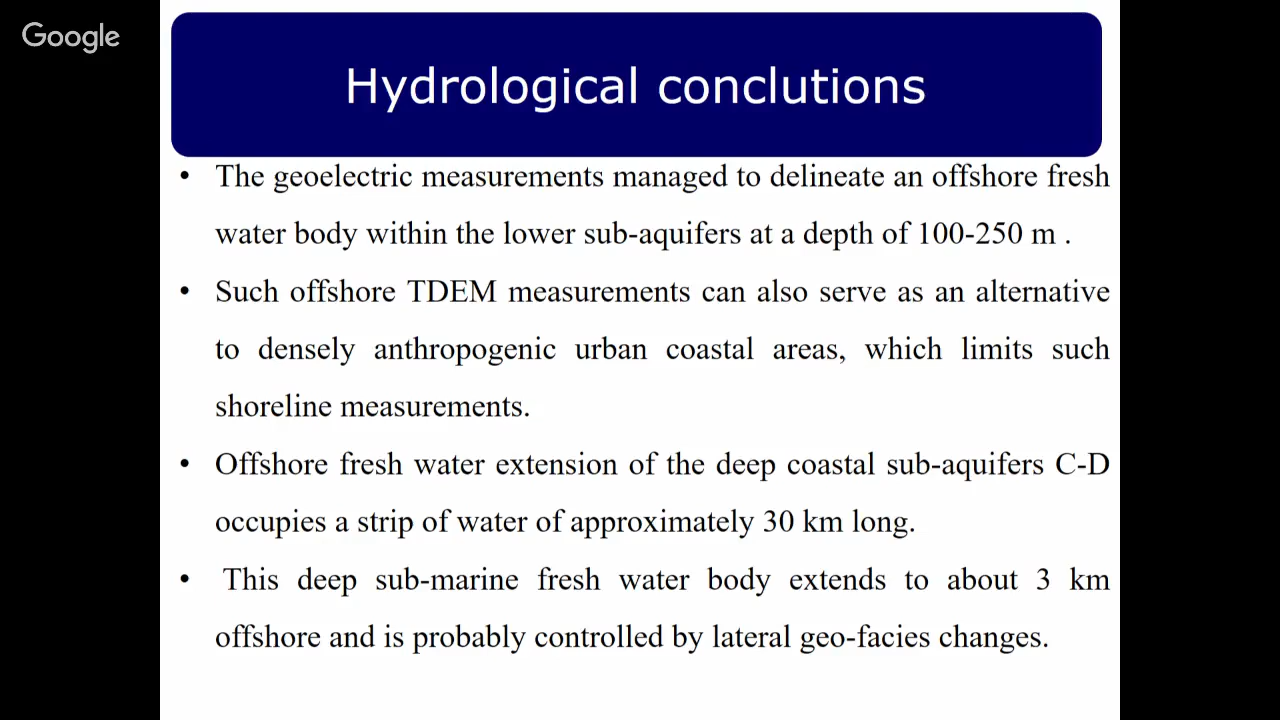 Google
Hydrological conclutions
• The geoelectric measurements managed to delineate an offshore fresh
water body within the lower sub-aquifers at a depth of 100-250 m .
• Such offshore TDEM measurements can also serve as an alternative
to densely anthropogenic urban coastal areas, which limits such
shoreline measurements.
• Offshore fresh water extension of the deep coastal sub-aquifers C-D
occupies a strip of water of approximately 30 km long.
• This deep sub-marine fresh water body extends to about 3 km
offshore and is probably controlled by lateral geo-facies changes.